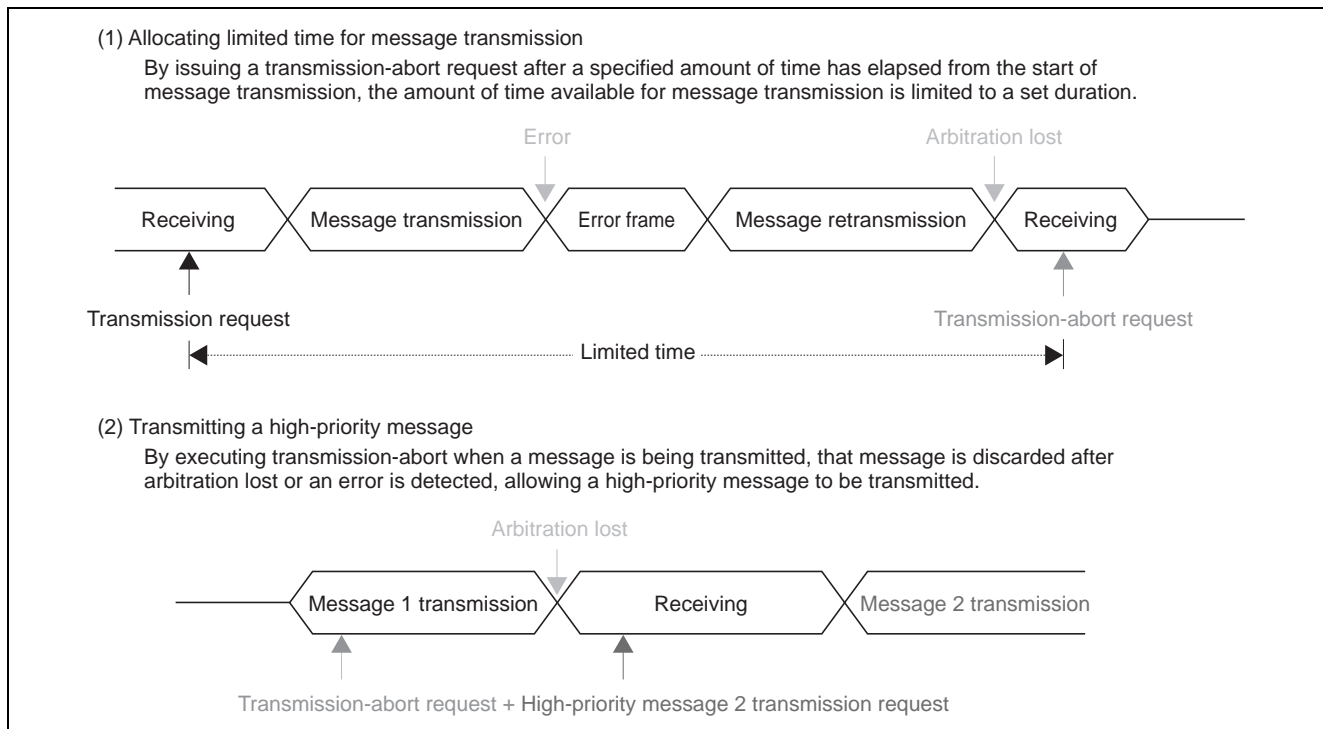 (1) Allocating limited time for message transmission
By issuing a transmission-abort request after a specified amount of time has elapsed from the start of
message transmission, the amount of time available for message transmission is limited to a set duration.
Error
Arbitration lost
Receiving
Message transmission
Error frame
Message retransmission
Receiving
Transmission request
Transmission-abort request
Limited time
(2) Transmitting a high-priority message
By executing transmission-abort when a message is being transmitted, that message is discarded after
arbitration lost or an error is detected, allowing a high-priority message to be transmitted.
Arbitration lost
Message 1 transmission
Receiving
Message 2 transmission
Transmission-abort request + High-priority message 2 transmission request